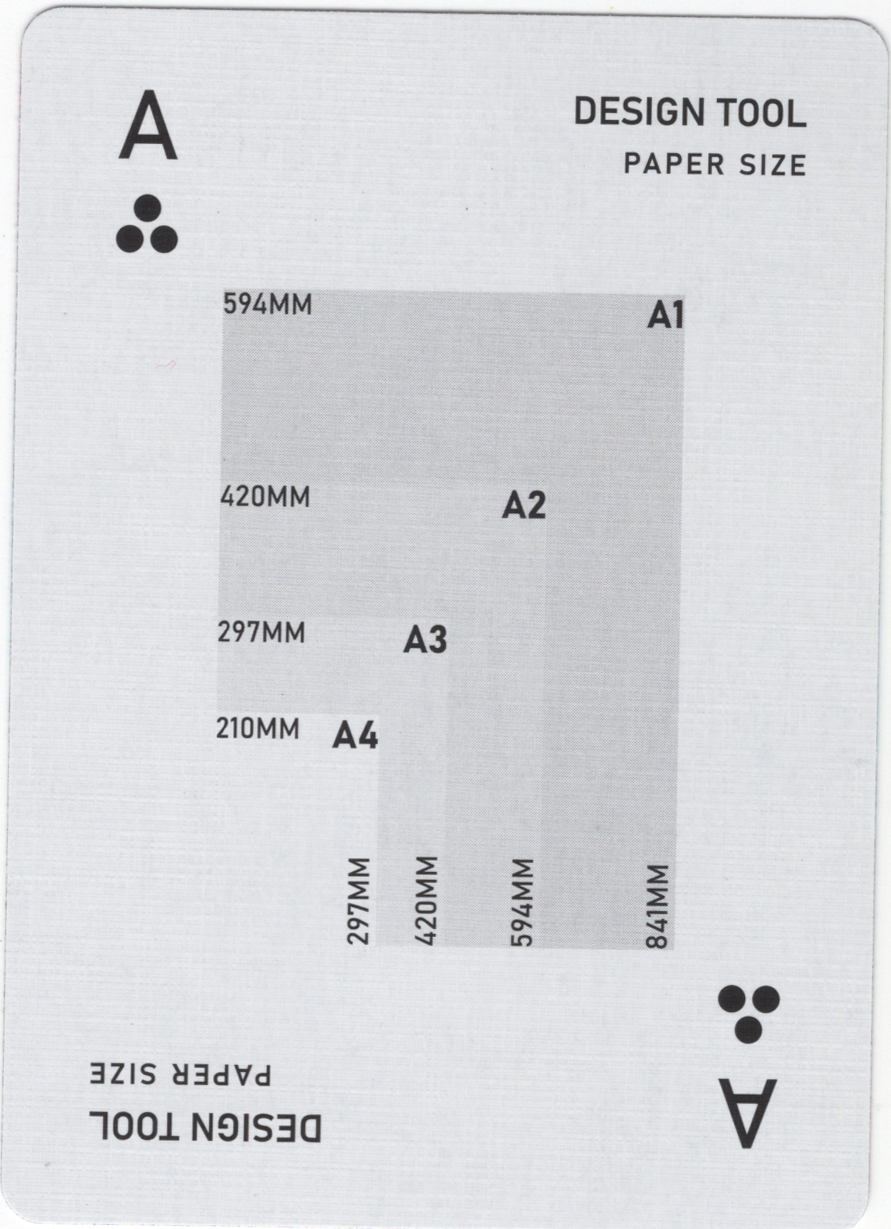 A
DESIGN TOOL
PAPER SIZE
594MM A1
420MM A2
297MM A3
210MM A4
297MM
420MM
594MM
841MM
A
DESIGN TOOL
PAPER SIZE